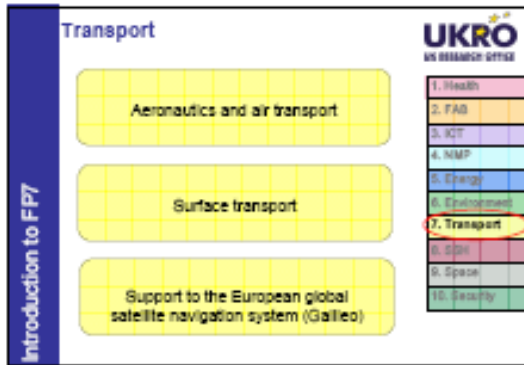 Transport
UKRO
UK RESEARCH OFFICE
Aeronautics and air transport
Surface transport
Support to the European global
satellite navigation system (Galileo)
1. Health
2. FAB
3. ICT
4. NMP
5. Energy
6. Environment
7. Transport
8. SSH
9. Space
10. Security
Introduction to FP7